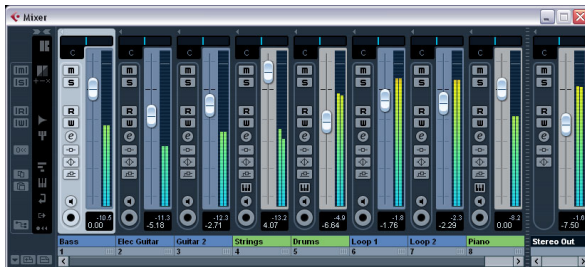 Mixer
C C C C C C C C C
m m m m m m m m
S S S S S S S S
R R R R R R R R R
W W W W W W W W W
e e e e e e e e e
-10.5 -11.3 -12.3 -13.2 -4.9 -1.8 -2.3 -8.2 -1.6
0.00 -5.18 -2.71 4.07 -6.64 -1.76 -2.29 0.00 -7.50
Bass Elec Guitar Guitar 2 Strings Drums Loop 1 Loop 2 Piano Stereo Out
1 2 3 4 5 6 7 8